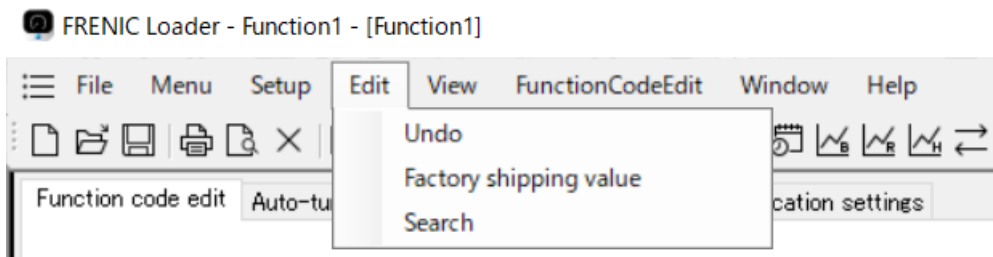 FRENIC Loader - Function1 - [Function1]
File Menu Setup Edit View FunctionCodeEdit Window Help
Undo
Factory shipping value
Search
Function code edit Auto-tu cation settings